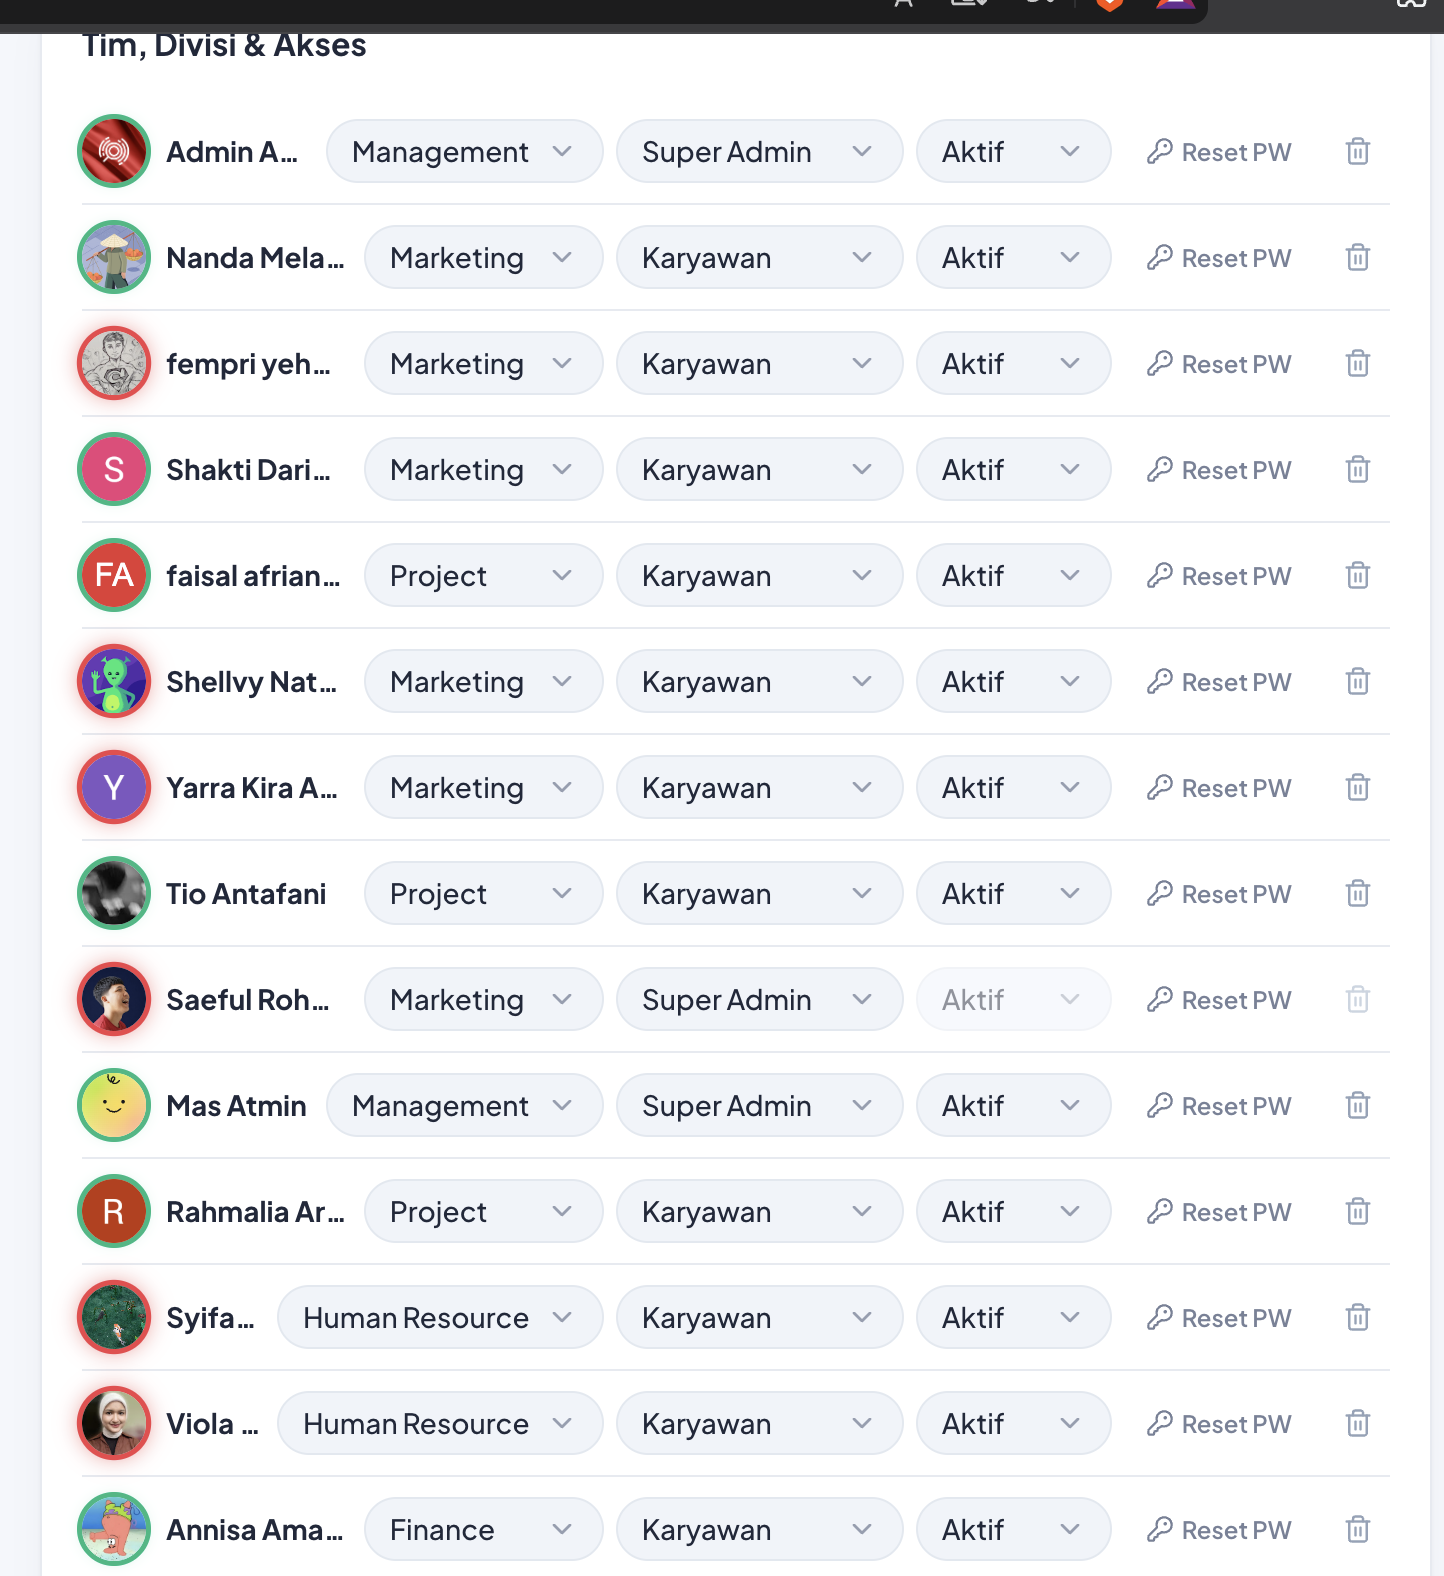 Tim, Divisi & Akses
Admin A... Management Super Admin Aktif Reset PW
Nanda Mela... Marketing Karyawan Aktif Reset PW
fempri yeh... Marketing Karyawan Aktif Reset PW
S Shakti Dari... Marketing Karyawan Aktif Reset PW
FA faisal afrian... Project Karyawan Aktif Reset PW
Shellvy Nat... Marketing Karyawan Aktif Reset PW
Y Yarra Kira A... Marketing Karyawan Aktif Reset PW
Tio Antafani Project Karyawan Aktif Reset PW
Saeful Roh... Marketing Super Admin Aktif Reset PW
Mas Atmin Management Super Admin Aktif Reset PW
R Rahmalia Ar... Project Karyawan Aktif Reset PW
Syifa... Human Resource Karyawan Aktif Reset PW
Viola ... Human Resource Karyawan Aktif Reset PW
Annisa Ama... Finance Karyawan Aktif Reset PW